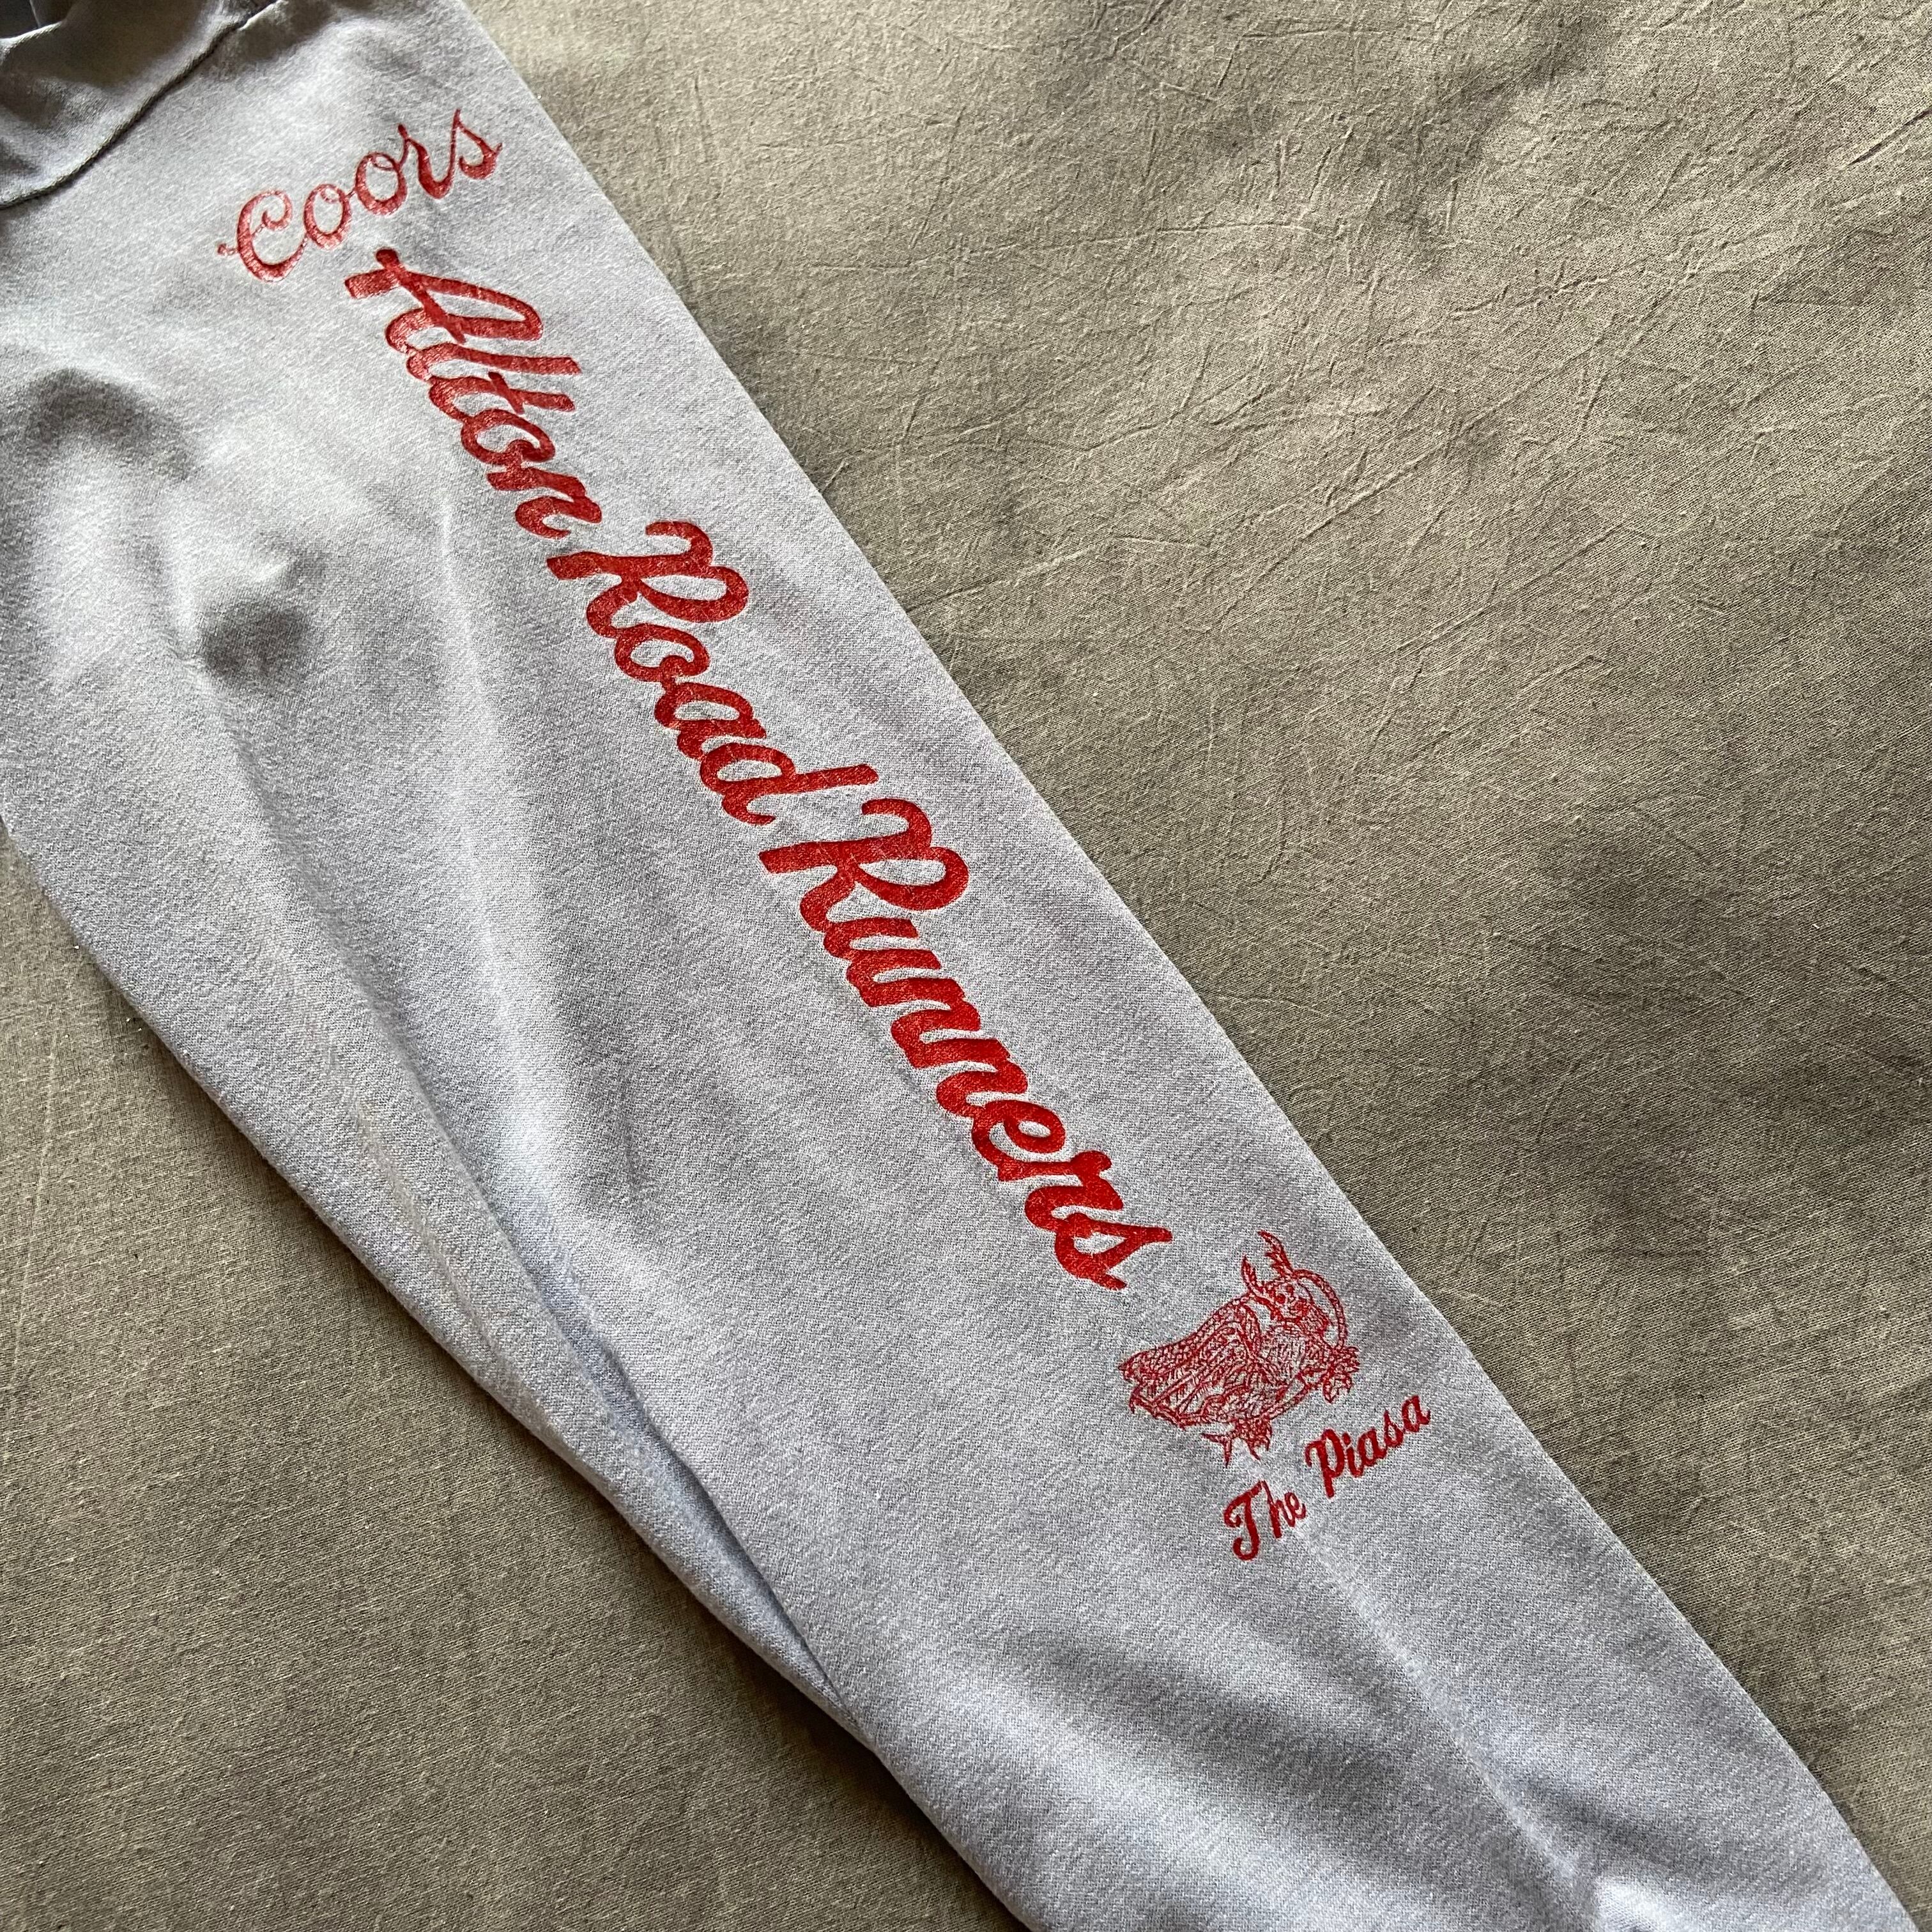 Coors
Alton Road Runners
The Piasa